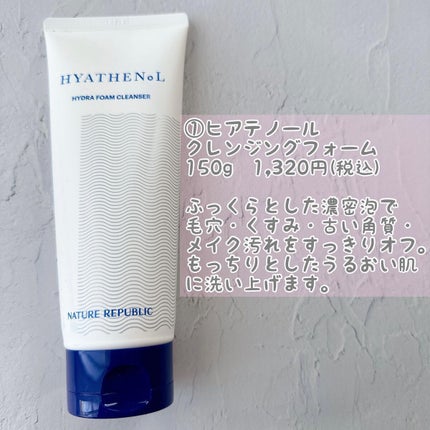 HYATHENoL
HYDRA FOAM CLEANSER
NATURE REPUBLIC
⑦ヒアテノール
クレンジングフォーム
150g 1,320円(税込)
ふっくらとした濃密泡で
毛穴・くすみ・古い角質・
メイク汚れをすっきりオフ。
もっちりとしたうるおい肌
に洗い上げます。